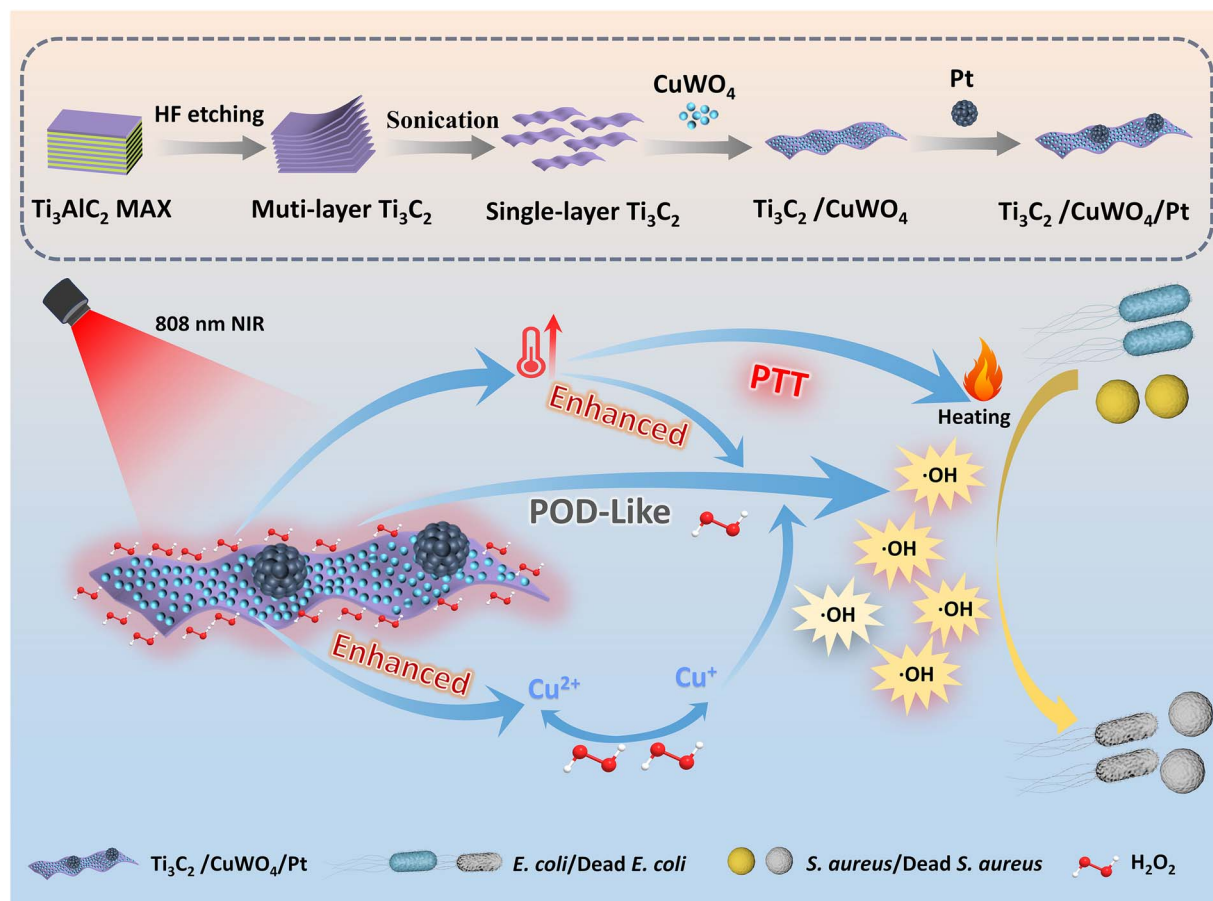 HF etching
Sonication
CuWO₄
Pt
Ti₃AlC₂ MAX
Muti-layer Ti₃C₂
Single-layer Ti₃C₂
Ti₃C₂ /CuWO₄
Ti₃C₂ /CuWO₄/Pt
808 nm NIR
PTT
Enhanced
Heating
·OH
POD-Like
·OH
·OH
·OH
·OH
Enhanced
Cu²⁺
Cu⁺
Ti₃C₂ /CuWO₄/Pt
E. coli/Dead E. coli
S. aureus/Dead S. aureus
H₂O₂